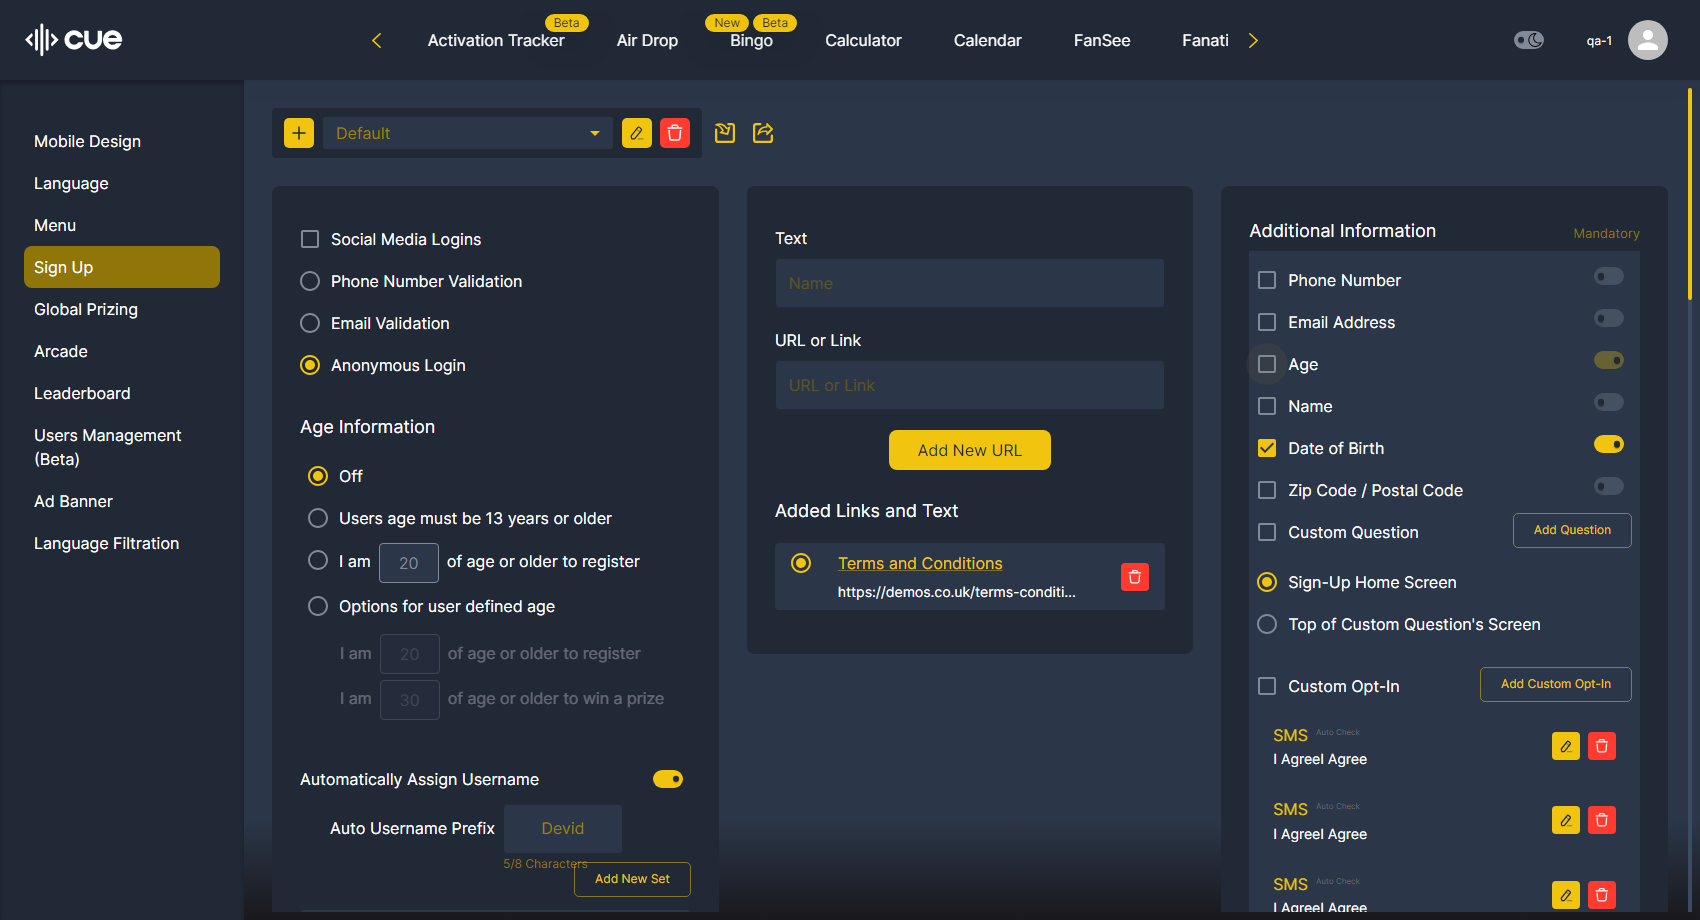 cue
Activation Tracker
Beta
Air Drop
New
Beta
Bingo
Calculator
Calendar
FanSee
Fanati
qa-1
Mobile Design
Language
Menu
Sign Up
Global Prizing
Arcade
Leaderboard
Users Management
(Beta)
Ad Banner
Language Filtration
Default
Social Media Logins
Phone Number Validation
Email Validation
Anonymous Login
Age Information
Off
Users age must be 13 years or older
I am 20 of age or older to register
Options for user defined age
I am 20 of age or older to register
I am 30 of age or older to win a prize
Automatically Assign Username
Auto Username Prefix Devid
5/8 Characters
Add New Set
Text
Name
URL or Link
URL or Link
Add New URL
Added Links and Text
Terms and Conditions
https://demos.co.uk/terms-conditi...
Additional Information
Mandatory
Phone Number
Email Address
Age
Name
Date of Birth
Zip Code / Postal Code
Custom Question
Add Question
Sign-Up Home Screen
Top of Custom Question's Screen
Custom Opt-In
Add Custom Opt-In
SMS Auto Check
I AgreeI Agree
SMS Auto Check
I AgreeI Agree
SMS Auto Check
I AgreeI Agree